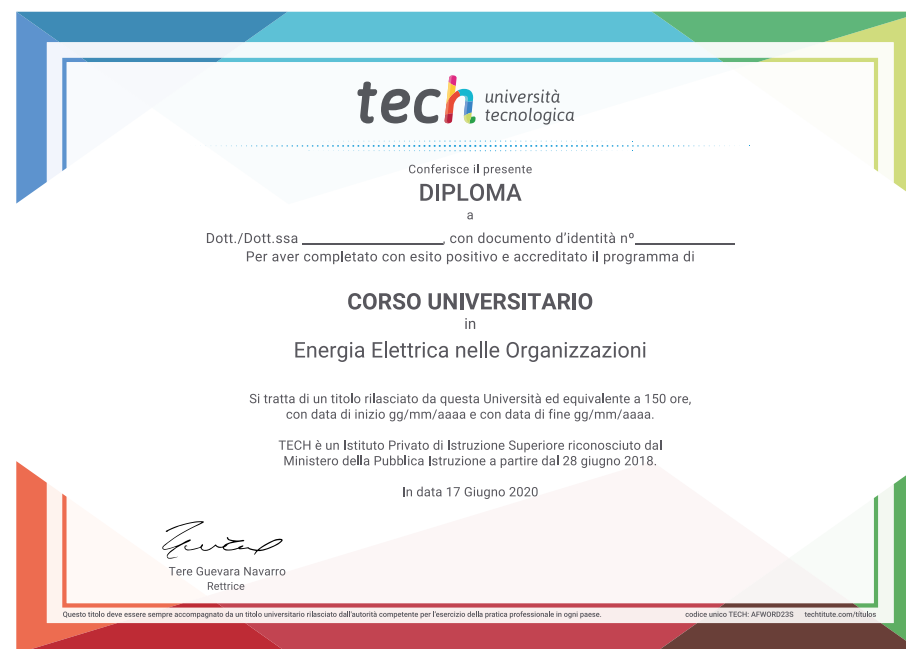 tech università
tecnologica
Conferisce il presente
DIPLOMA
a
Dott./Dott.ssa ____________________, con documento d'identità nº______________
Per aver completato con esito positivo e accreditato il programma di
CORSO UNIVERSITARIO
in
Energia Elettrica nelle Organizzazioni
Si tratta di un titolo rilasciato da questa Università ed equivalente a 150 ore,
con data di inizio gg/mm/aaaa e con data di fine gg/mm/aaaa.
TECH è un Istituto Privato di Istruzione Superiore riconosciuto dal
Ministero della Pubblica Istruzione a partire dal 28 giugno 2018.
In data 17 Giugno 2020
Tere Guevara Navarro
Rettrice
Questo titolo deve essere sempre accompagnato da un titolo universitario rilasciato dall'autorità competente per l'esercizio della pratica professionale in ogni paese. codice unico TECH: AFWORD23S techtitute.com/titulos